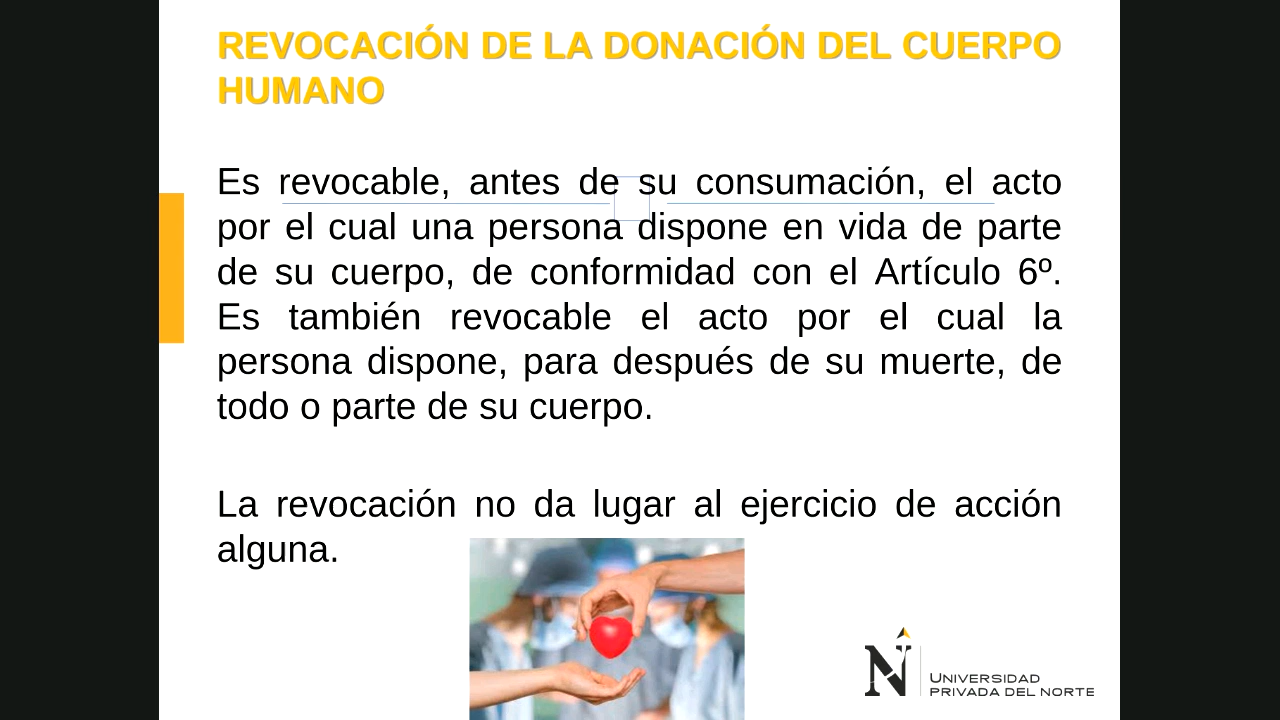 REVOCACIÓN DE LA DONACIÓN DEL CUERPO
HUMANO
Es revocable, antes de su consumación, el acto
por el cual una persona dispone en vida de parte
de su cuerpo, de conformidad con el Artículo 6º.
Es también revocable el acto por el cual la
persona dispone, para después de su muerte, de
todo o parte de su cuerpo.
La revocación no da lugar al ejercicio de acción
alguna.
N
UNIVERSIDAD
PRIVADA DEL NORTE